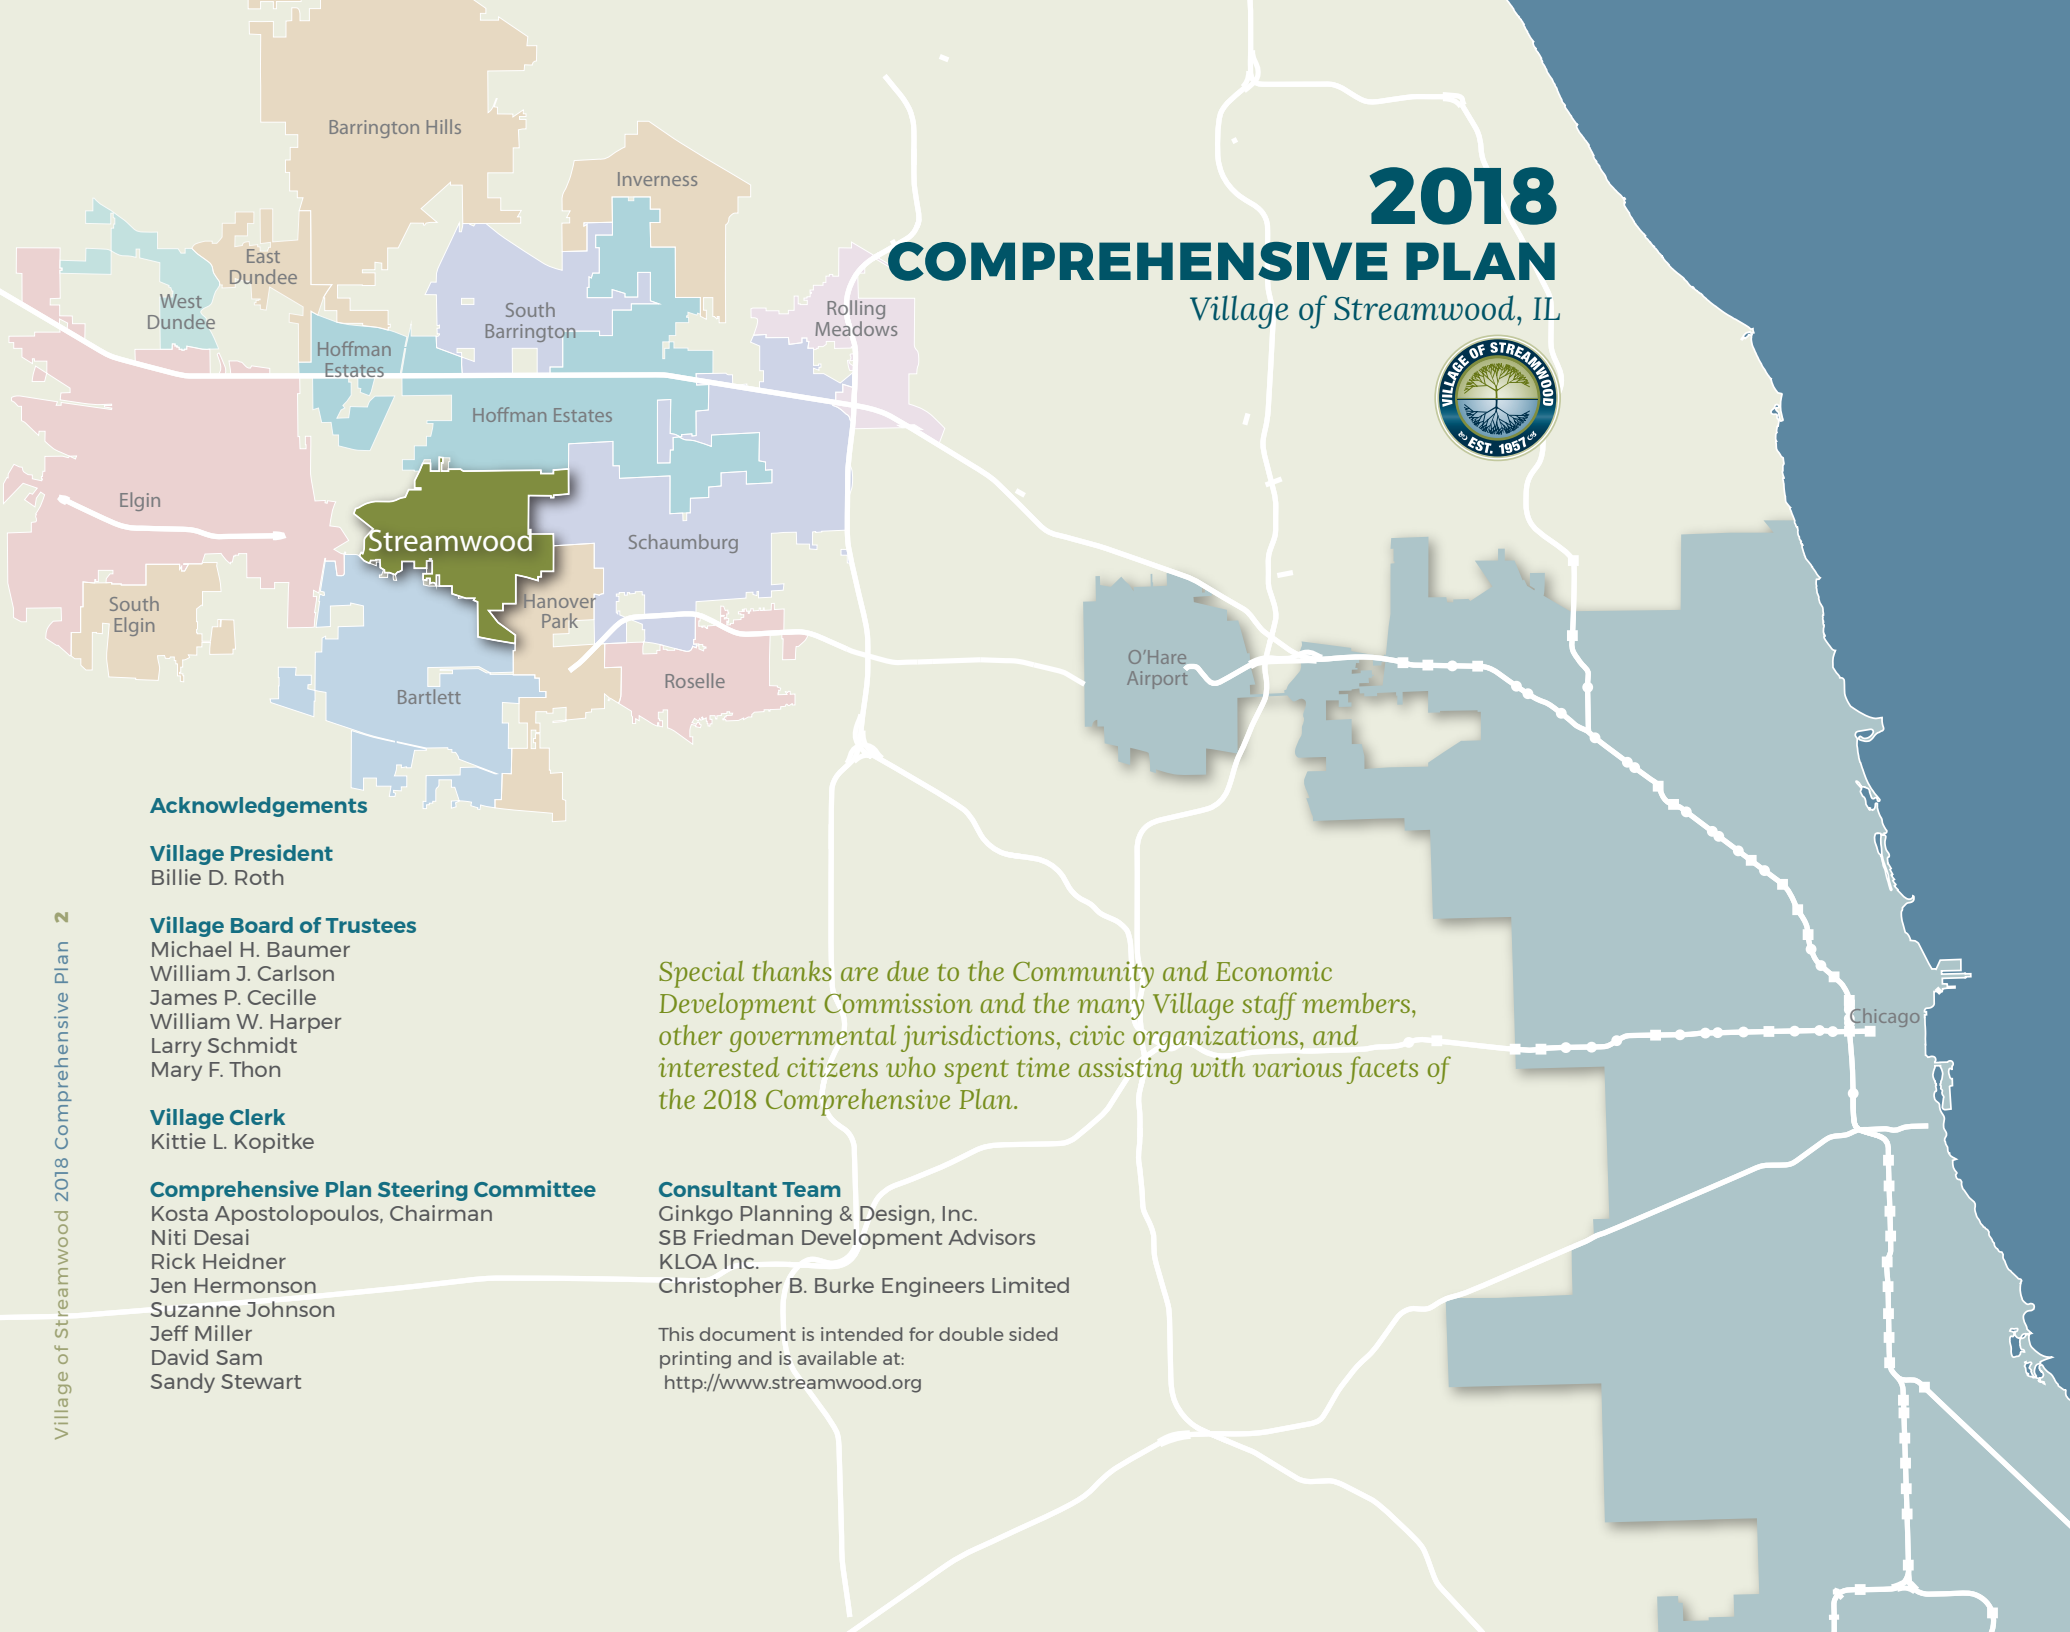 Barrington Hills
Inverness
East
Dundee
West
Dundee
South
Barrington
Rolling
Meadows
Hoffman
Estates
Hoffman Estates
Elgin
Streamwood
Schaumburg
South
Elgin
Hanover
Park
Bartlett
Roselle
O'Hare
Airport
Chicago
2018
COMPREHENSIVE PLAN
Village of Streamwood, IL
VILLAGE OF STREAMWOOD
EST. 1957
Acknowledgements
Village President
Billie D. Roth
Village Board of Trustees
Michael H. Baumer
William J. Carlson
James P. Cecille
William W. Harper
Larry Schmidt
Mary F. Thon
Village Clerk
Kittie L. Kopitke
Comprehensive Plan Steering Committee
Kosta Apostolopoulos, Chairman
Niti Desai
Rick Heidner
Jen Hermonson
Suzanne Johnson
Jeff Miller
David Sam
Sandy Stewart
Special thanks are due to the Community and Economic
Development Commission and the many Village staff members,
other governmental jurisdictions, civic organizations, and
interested citizens who spent time assisting with various facets of
the 2018 Comprehensive Plan.
Consultant Team
Ginkgo Planning & Design, Inc.
SB Friedman Development Advisors
KLOA Inc.
Christopher B. Burke Engineers Limited
This document is intended for double sided
printing and is available at:
http://www.streamwood.org
Village of Streamwood 2018 Comprehensive Plan 2